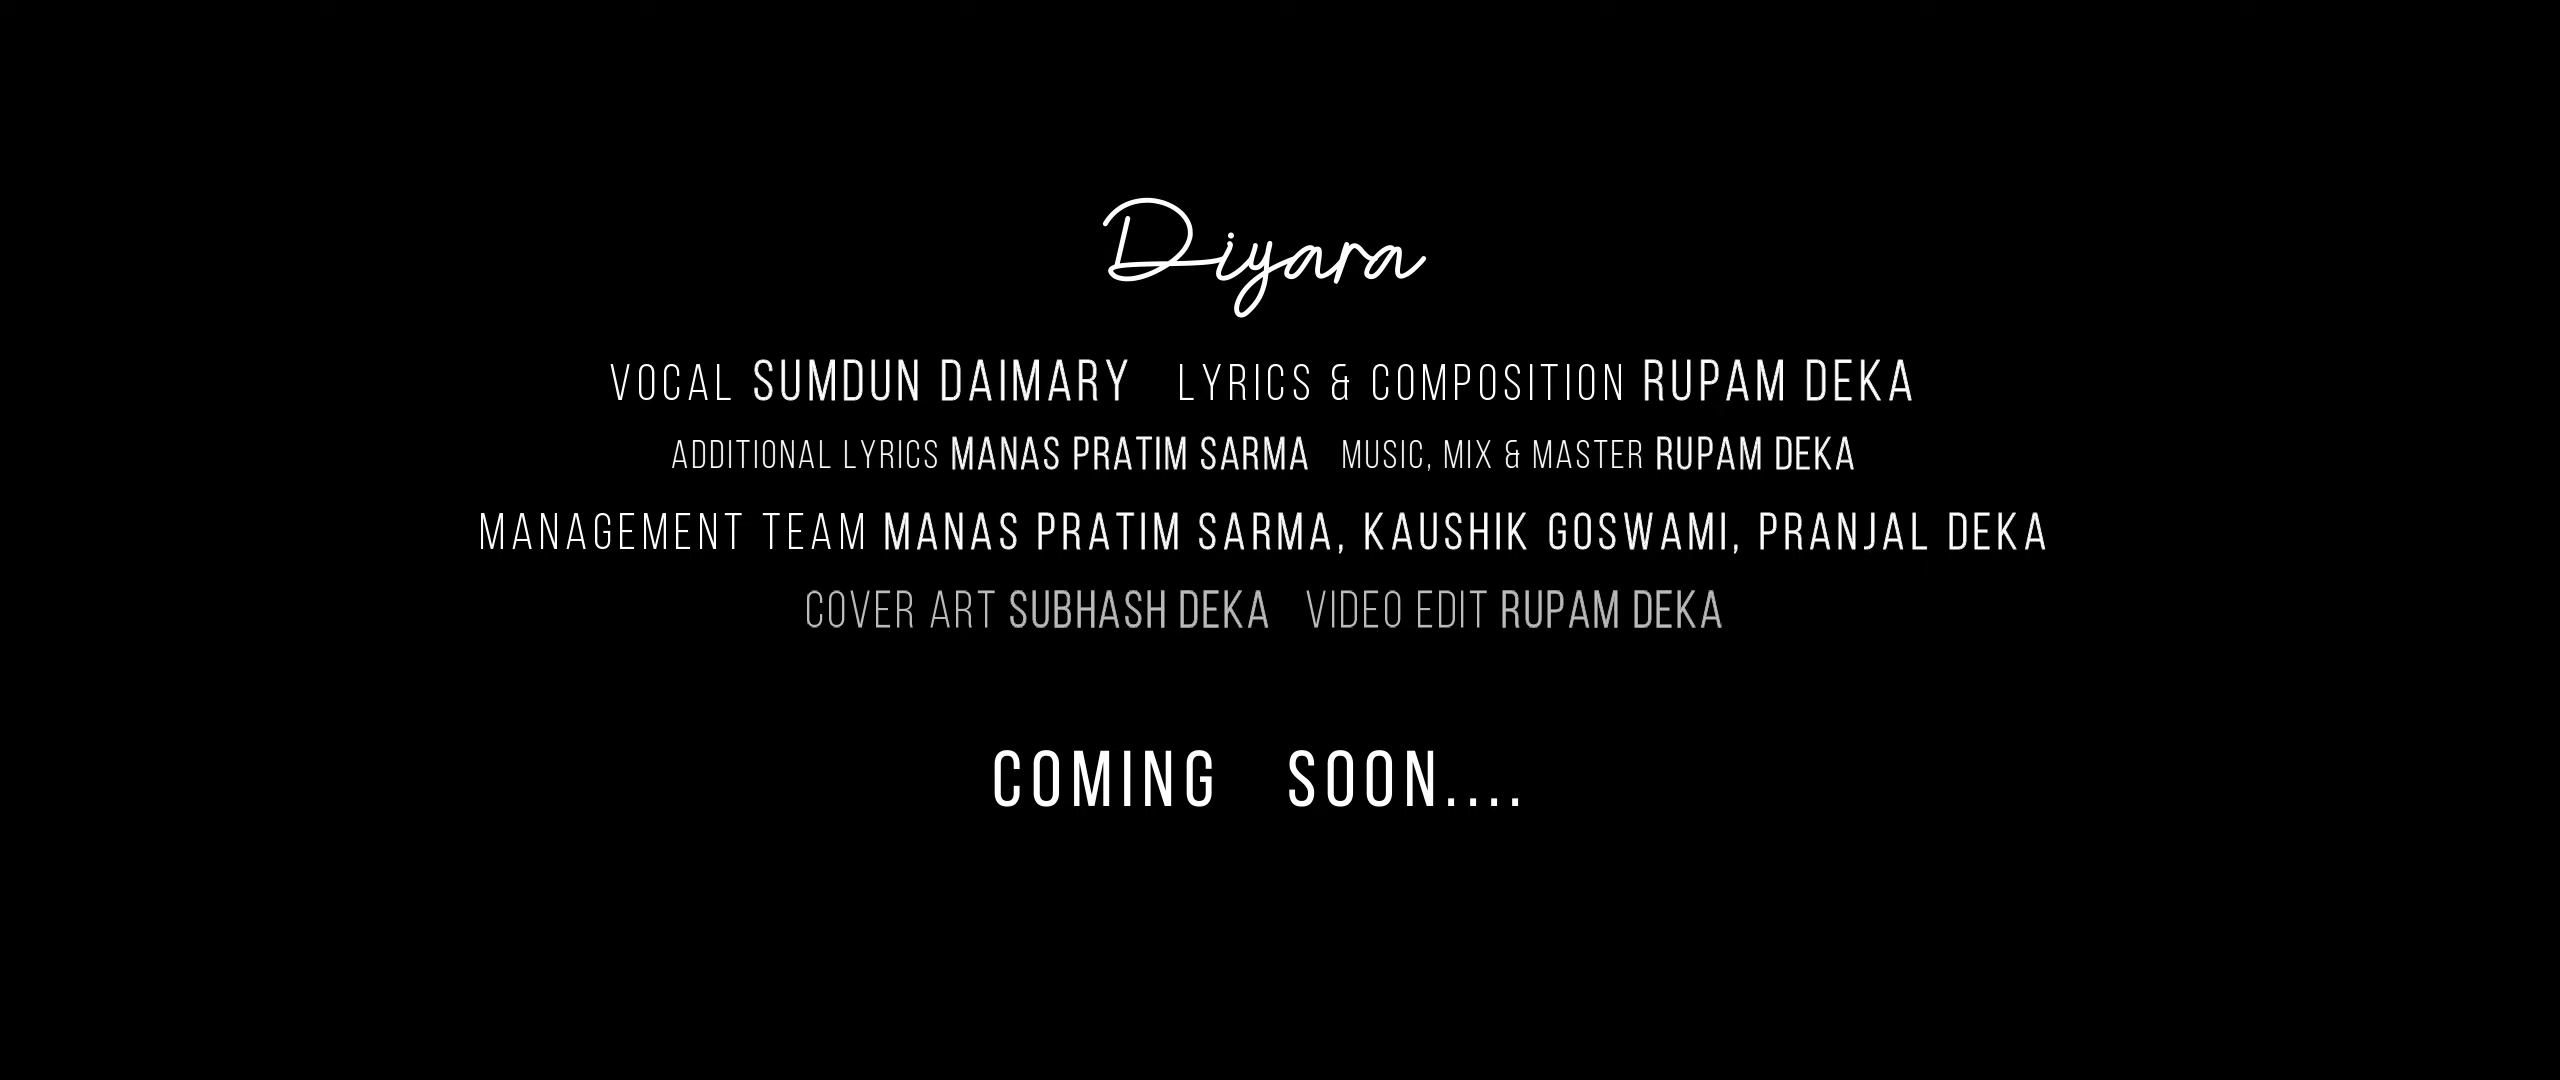 Diyara
VOCAL SUMDUN DAIMARY LYRICS & COMPOSITION RUPAM DEKA
ADDITIONAL LYRICS MANAS PRATIM SARMA MUSIC, MIX & MASTER RUPAM DEKA
MANAGEMENT TEAM MANAS PRATIM SARMA, KAUSHIK GOSWAMI, PRANJAL DEKA
COVER ART SUBHASH DEKA VIDEO EDIT RUPAM DEKA
COMING SOON....